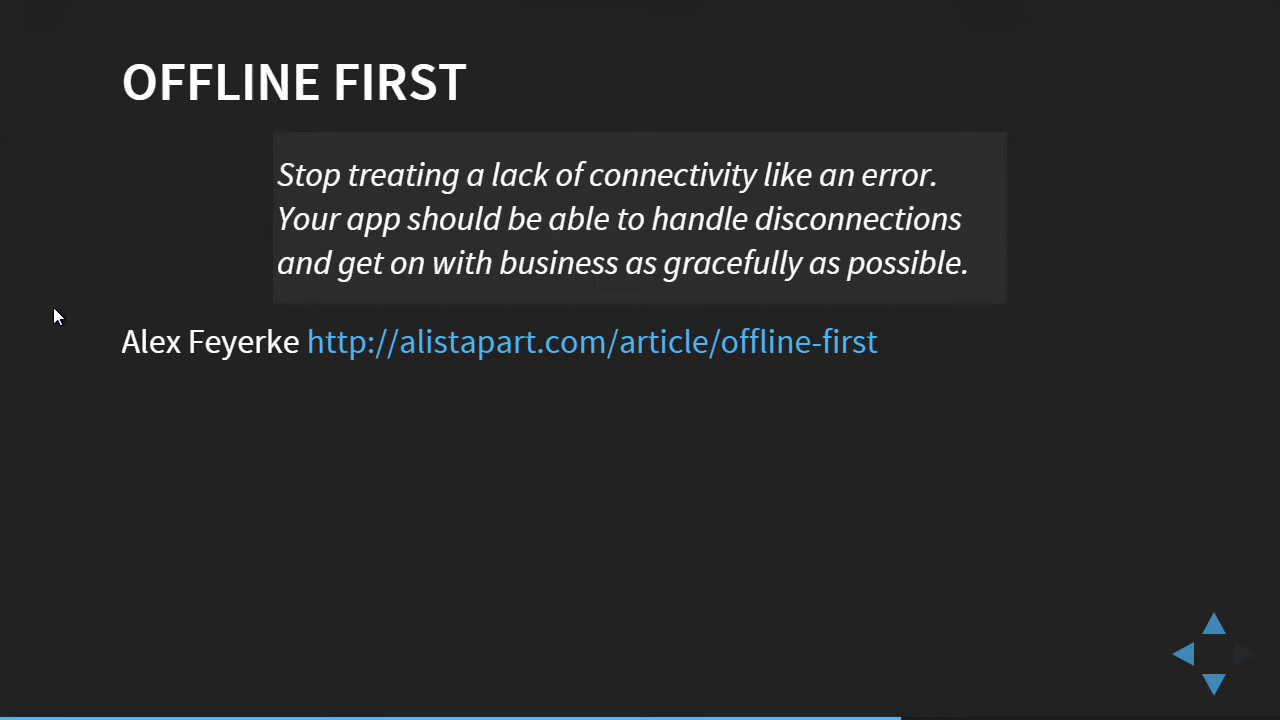 OFFLINE FIRST
Stop treating a lack of connectivity like an error.
Your app should be able to handle disconnections
and get on with business as gracefully as possible.
Alex Feyerke http://alistapart.com/article/offline-first